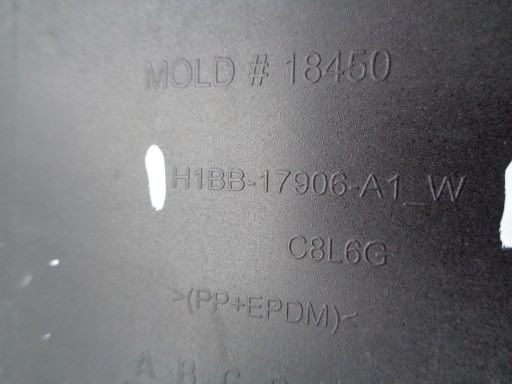 MOLD # 18450
H1BB-17906-A1_W
C8L6G
>(PP+EPDM)<
A B C D